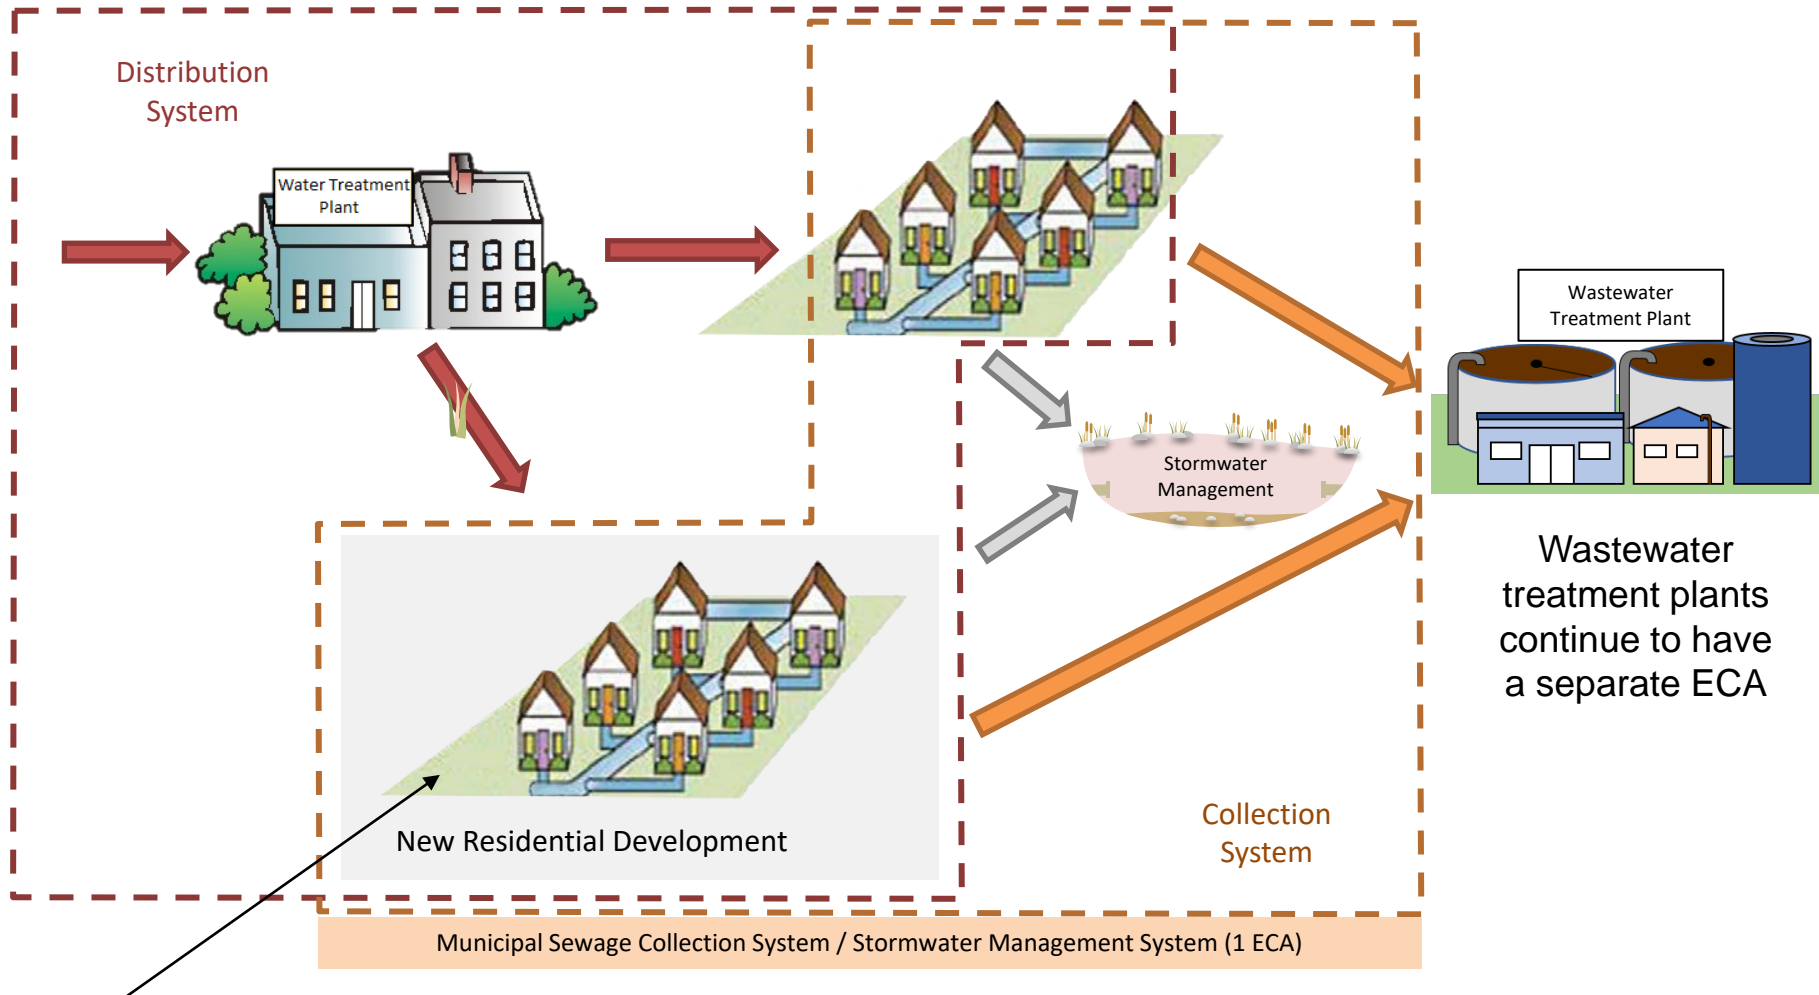 Distribution
System
Water Treatment
Plant
Wastewater
Treatment Plant
Stormwater
Management
Wastewater
treatment plants
continue to have
a separate ECA
New Residential Development
Collection
System
Municipal Sewage Collection System / Stormwater Management System (1 ECA)